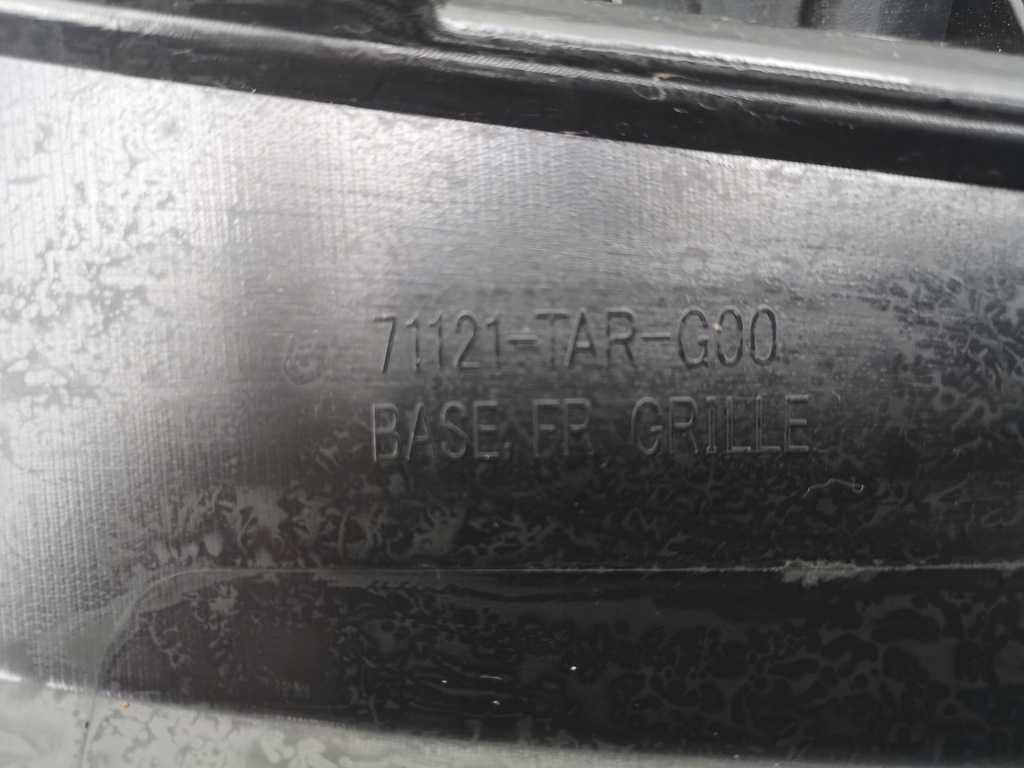 71121-TAR-G00
BASE, FR GRILLE